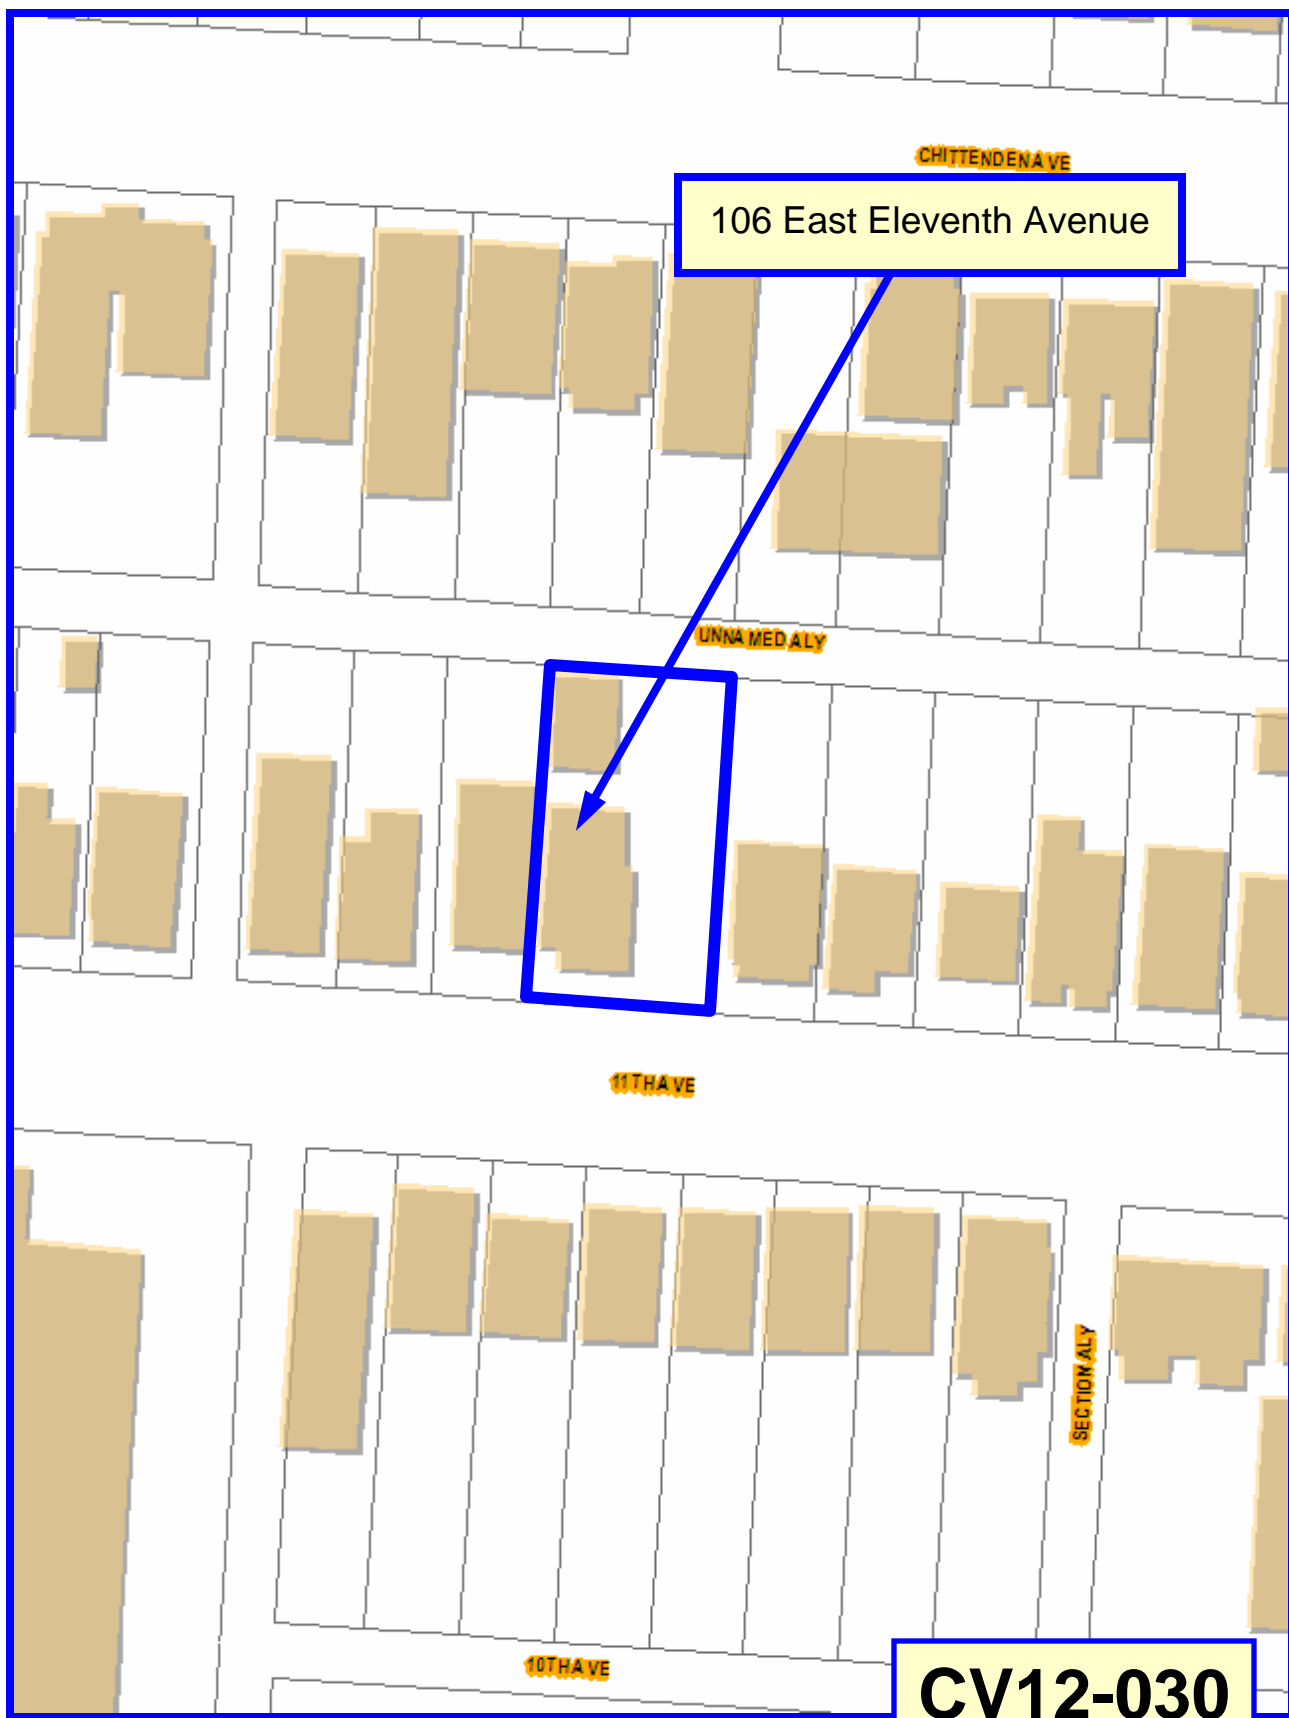 CHITTENDEN AVE
106 East Eleventh Avenue
UNNAMED ALY
11TH AVE
SECTION ALY
10TH AVE
CV12-030